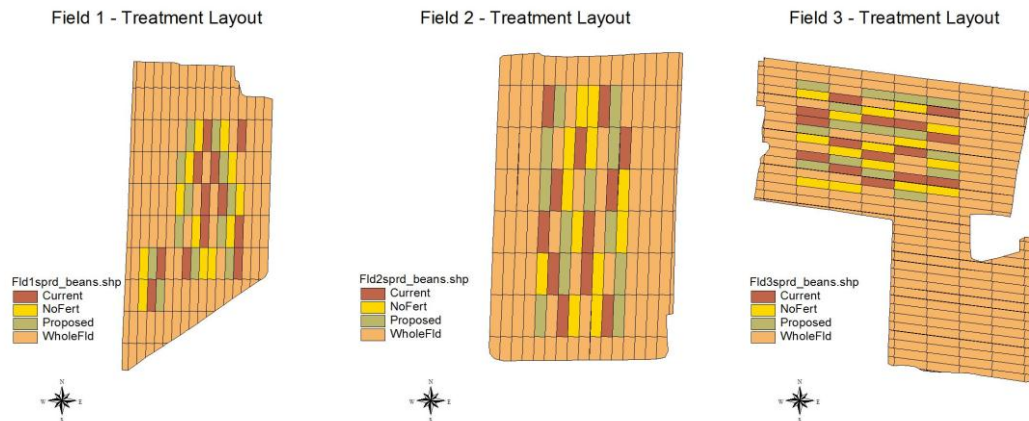 Field 1 - Treatment Layout
Fld1sprd_beans.shp
Current
NoFert
Proposed
WholeFld
N
W
E
S
Field 2 - Treatment Layout
Fld2sprd_beans.shp
Current
NoFert
Proposed
WholeFld
N
W
E
S
Field 3 - Treatment Layout
Fld3sprd_beans.shp
Current
NoFert
Proposed
WholeFld
N
W
E
S